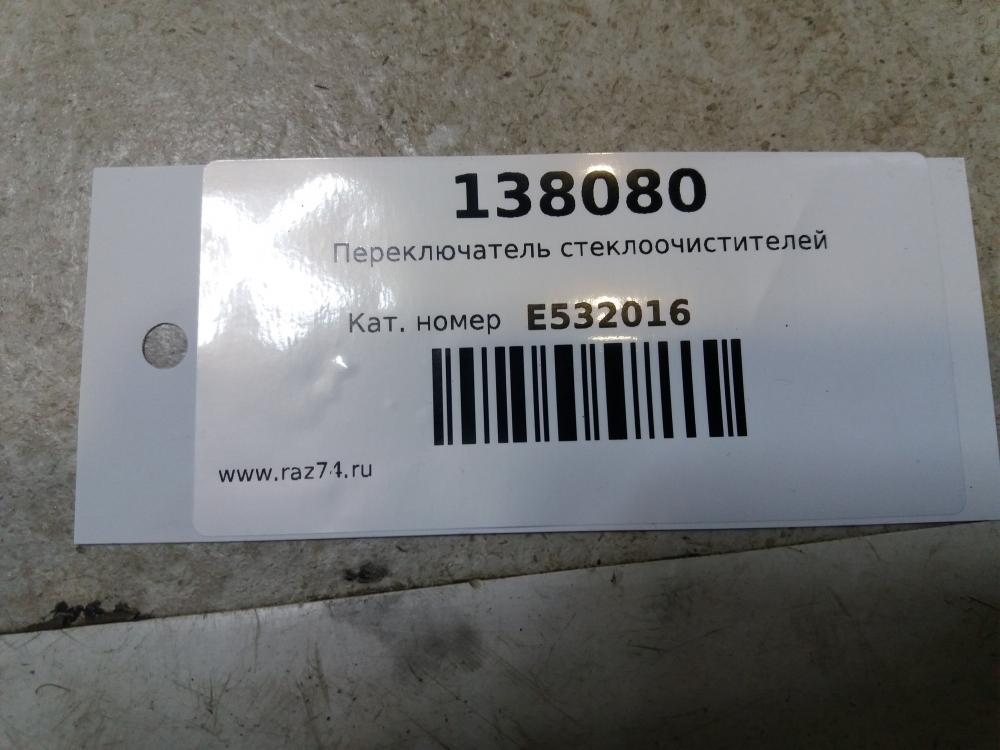 138080
Переключатель стеклоочистителей
Кат. номер E532016
www.raz74.ru